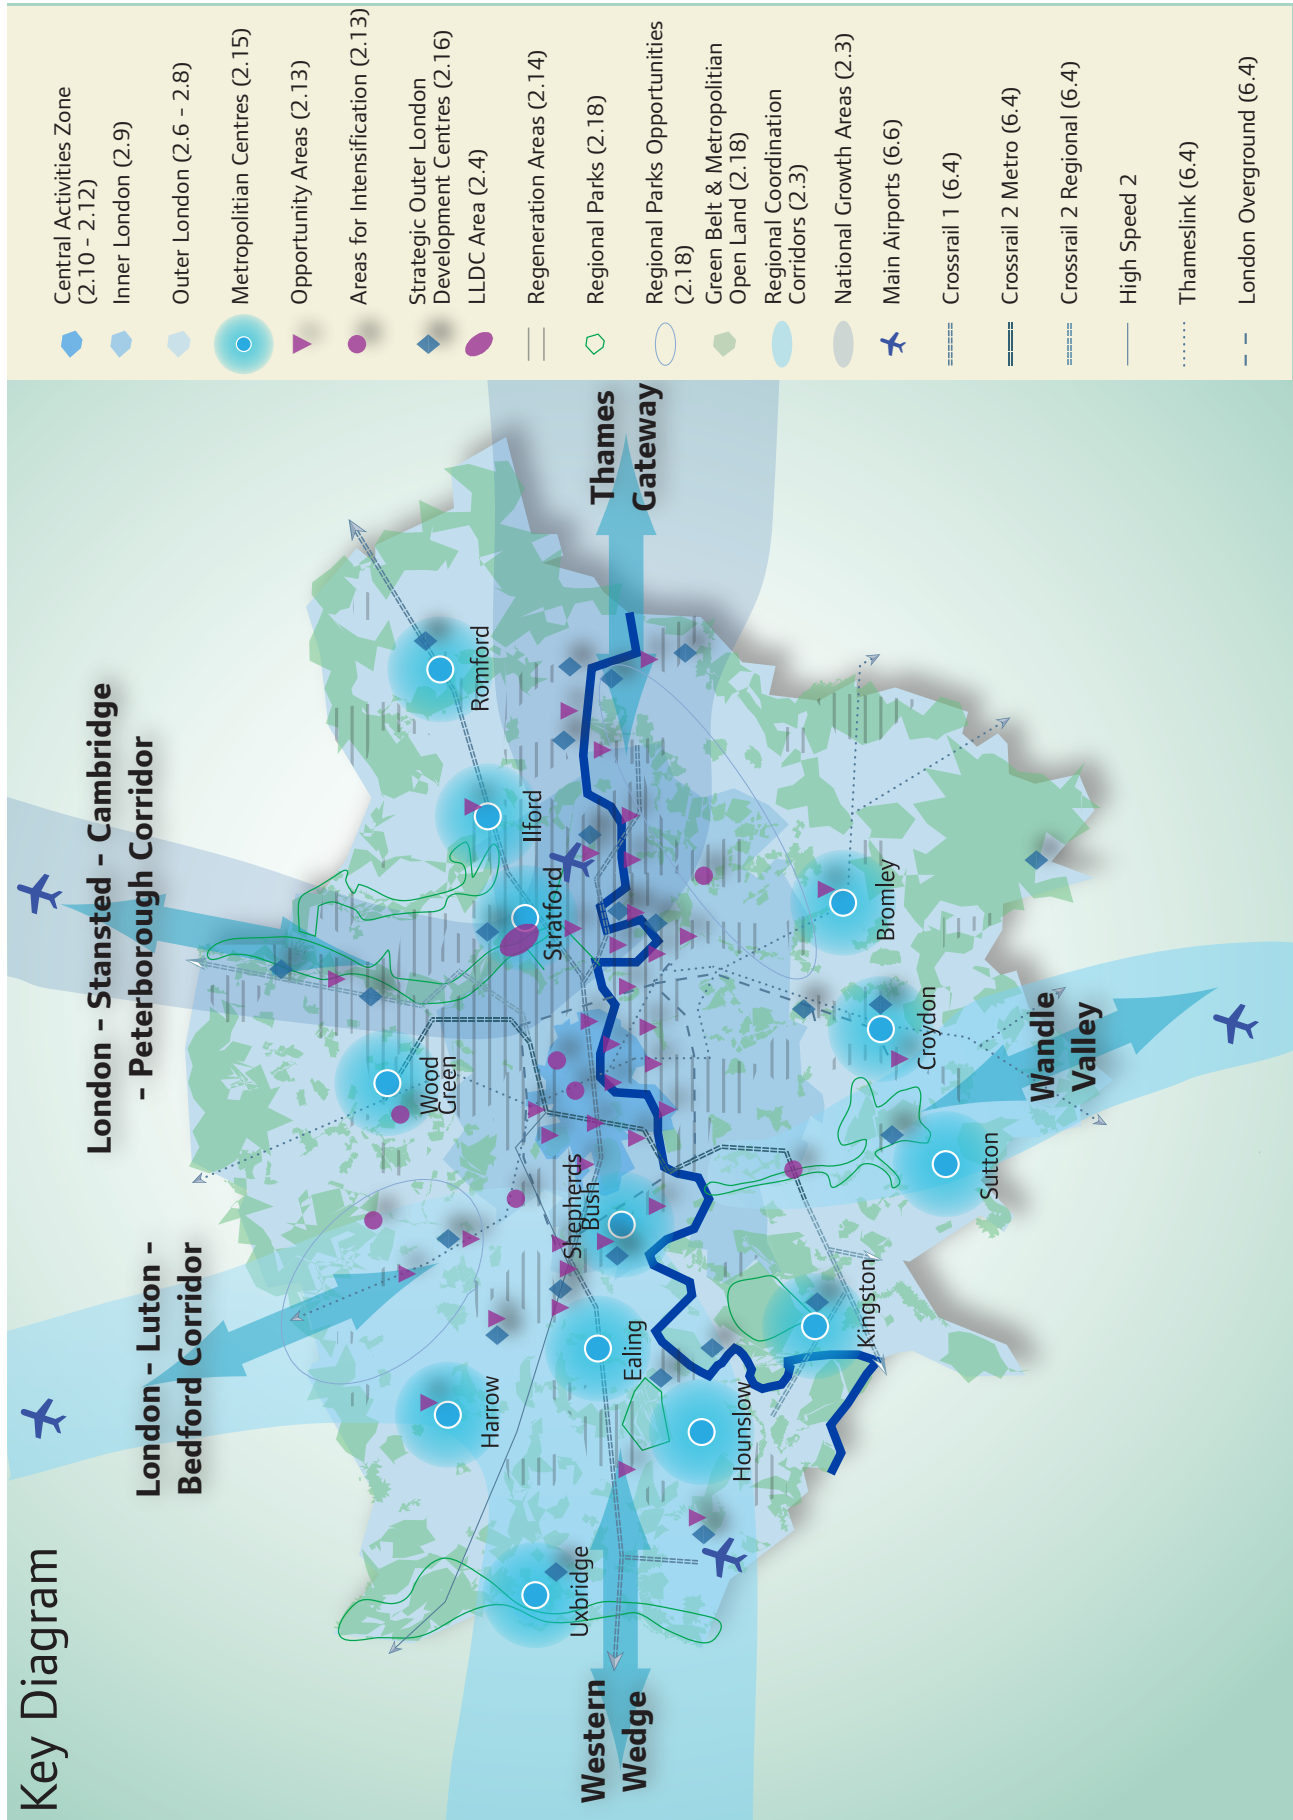 Key Diagram
London – Luton –
Bedford Corridor
London – Stansted – Cambridge
– Peterborough Corridor
Western
Wedge
Thames
Gateway
Wandle
Valley
Uxbridge
Harrow
Ealing
Hounslow
Shepherds
Bush
Kingston
Wood
Green
Sutton
Croydon
Stratford
Bromley
Ilford
Romford
Central Activities Zone
(2.10 – 2.12)
Inner London (2.9)
Outer London (2.6 – 2.8)
Metropolitan Centres (2.15)
Opportunity Areas (2.13)
Areas for Intensification (2.13)
Strategic Outer London
Development Centres (2.16)
LLDC Area (2.4)
Regeneration Areas (2.14)
Regional Parks (2.18)
Regional Parks Opportunities
(2.18)
Green Belt & Metropolitan
Open Land (2.18)
Regional Coordination
Corridors (2.3)
National Growth Areas (2.3)
Main Airports (6.6)
Crossrail 1 (6.4)
Crossrail 2 Metro (6.4)
Crossrail 2 Regional (6.4)
High Speed 2
Thameslink (6.4)
London Overground (6.4)